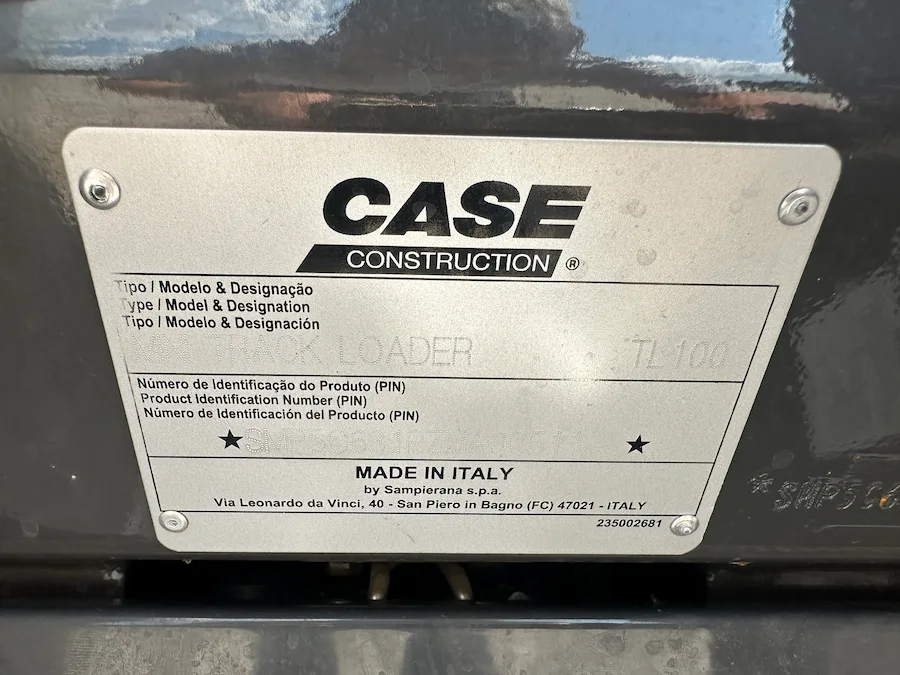 CASE
CONSTRUCTION ®
Tipo / Modelo & Designação
Type / Model & Designation
Tipo / Modelo & Designación
TRACK LOADER TL100
Número de Identificação do Produto (PIN)
Product Identification Number (PIN)
Número de Identificación del Producto (PIN)
MADE IN ITALY
by Sampierana s.p.a.
Via Leonardo da Vinci, 40 - San Piero in Bagno (FC) 47021 - ITALY
235002681